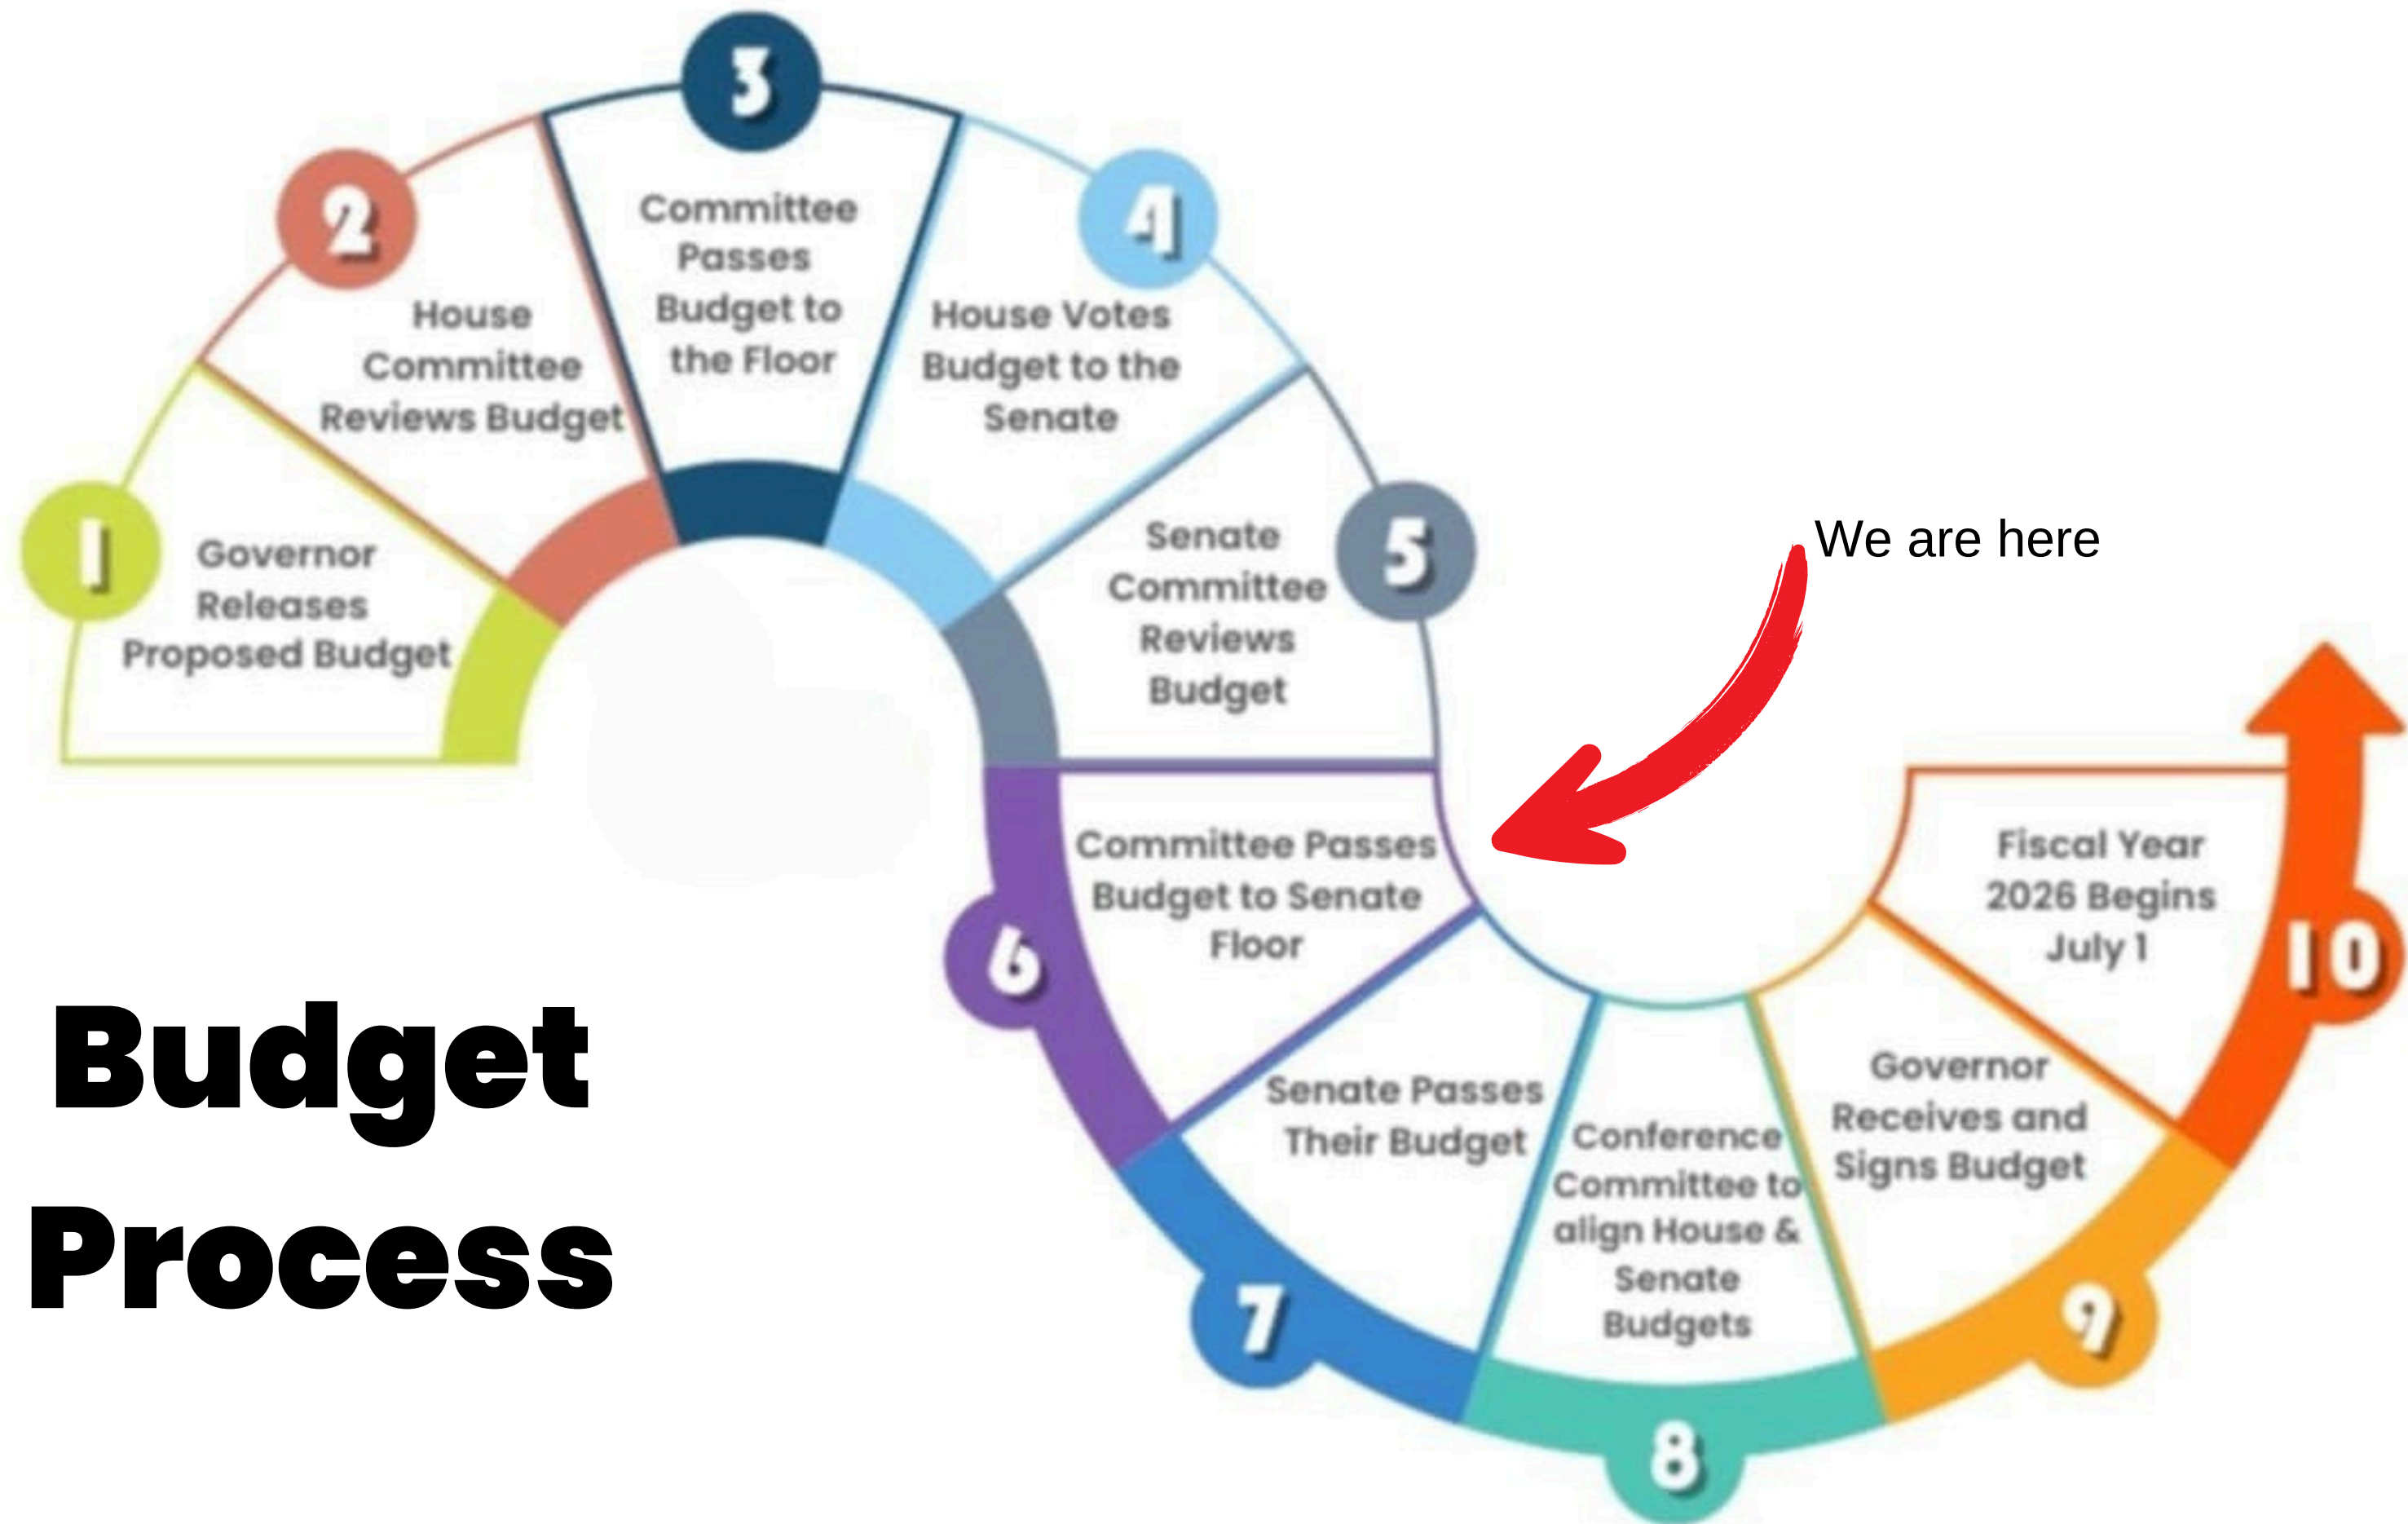 1
Governor
Releases
Proposed Budget
2
House
Committee
Reviews Budget
3
Committee
Passes
Budget to
the Floor
4
House Votes
Budget to the
Senate
5
Senate
Committee
Reviews
Budget
We are here
6
Committee Passes
Budget to Senate
Floor
7
Senate Passes
Their Budget
8
Conference
Committee to
align House &
Senate
Budgets
9
Governor
Receives and
Signs Budget
10
Fiscal Year
2026 Begins
July 1
Budget
Process